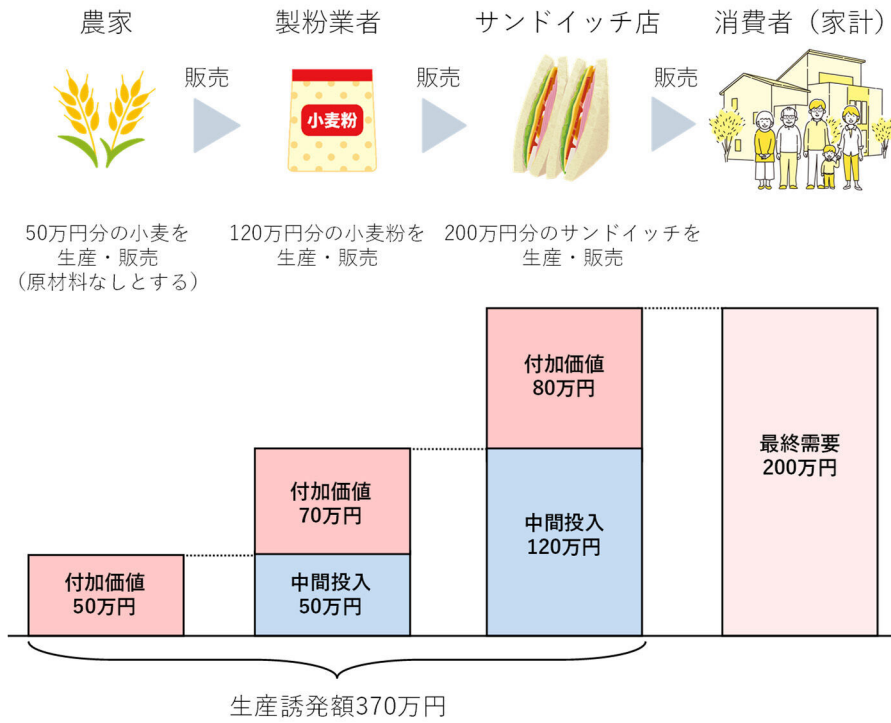 農家
製粉業者
サンドイッチ店
消費者（家計）
販売
販売
販売
小麦粉
50万円分の小麦を
生産・販売
（原材料なしとする）
120万円分の小麦粉を
生産・販売
200万円分のサンドイッチを
生産・販売
付加価値
50万円
付加価値
70万円
中間投入
50万円
付加価値
80万円
中間投入
120万円
最終需要
200万円
生産誘発額370万円